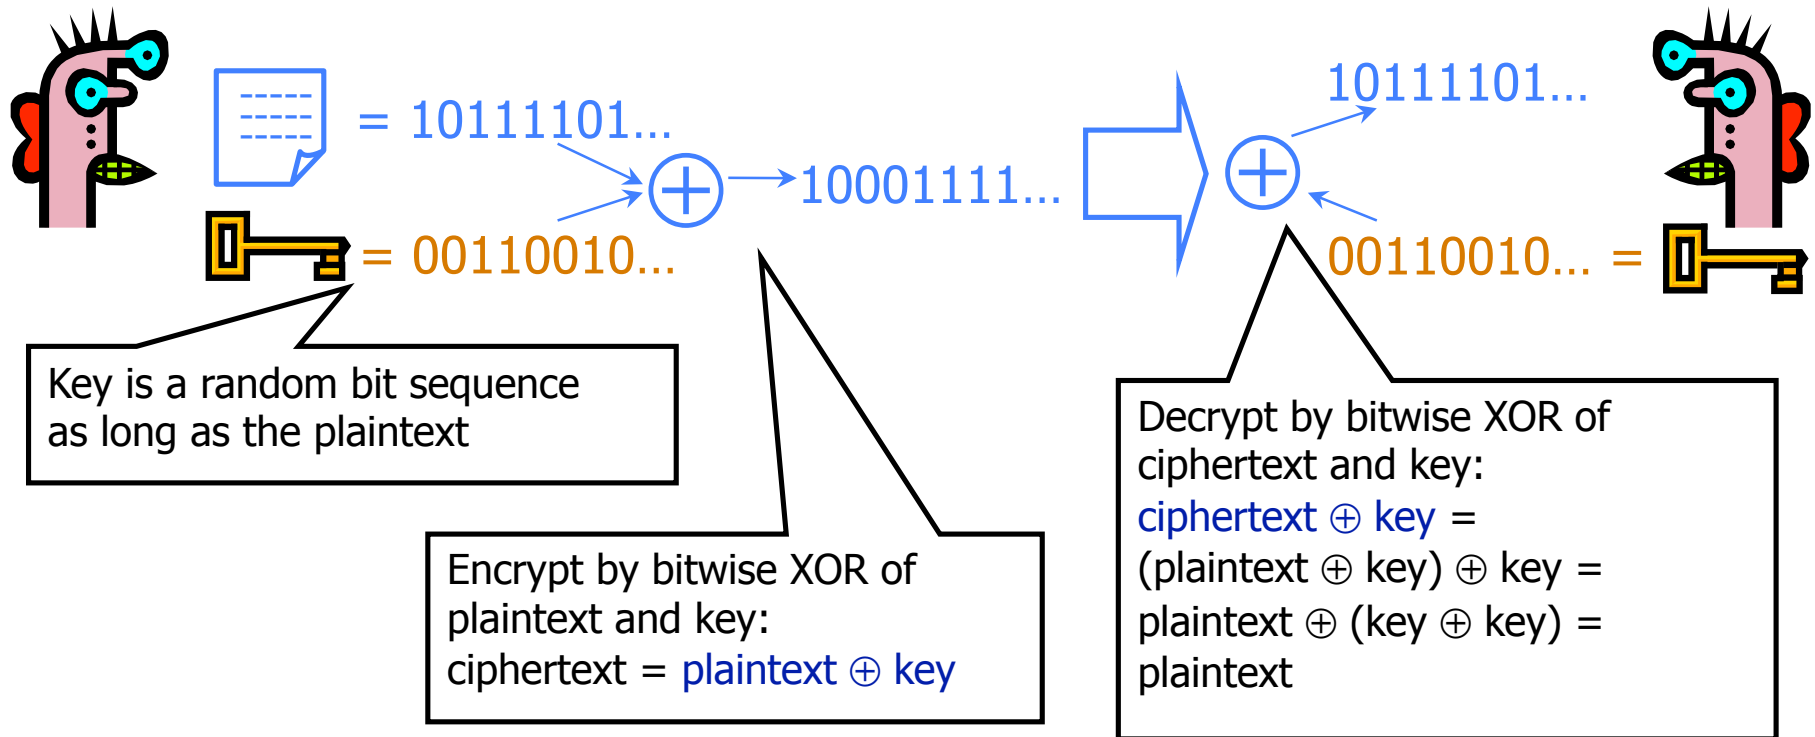 = 10111101...
= 00110010...
10001111...
10111101...
00110010... =
Key is a random bit sequence
as long as the plaintext
Encrypt by bitwise XOR of
plaintext and key:
ciphertext = plaintext ⊕ key
Decrypt by bitwise XOR of
ciphertext and key:
ciphertext ⊕ key =
(plaintext ⊕ key) ⊕ key =
plaintext ⊕ (key ⊕ key) =
plaintext